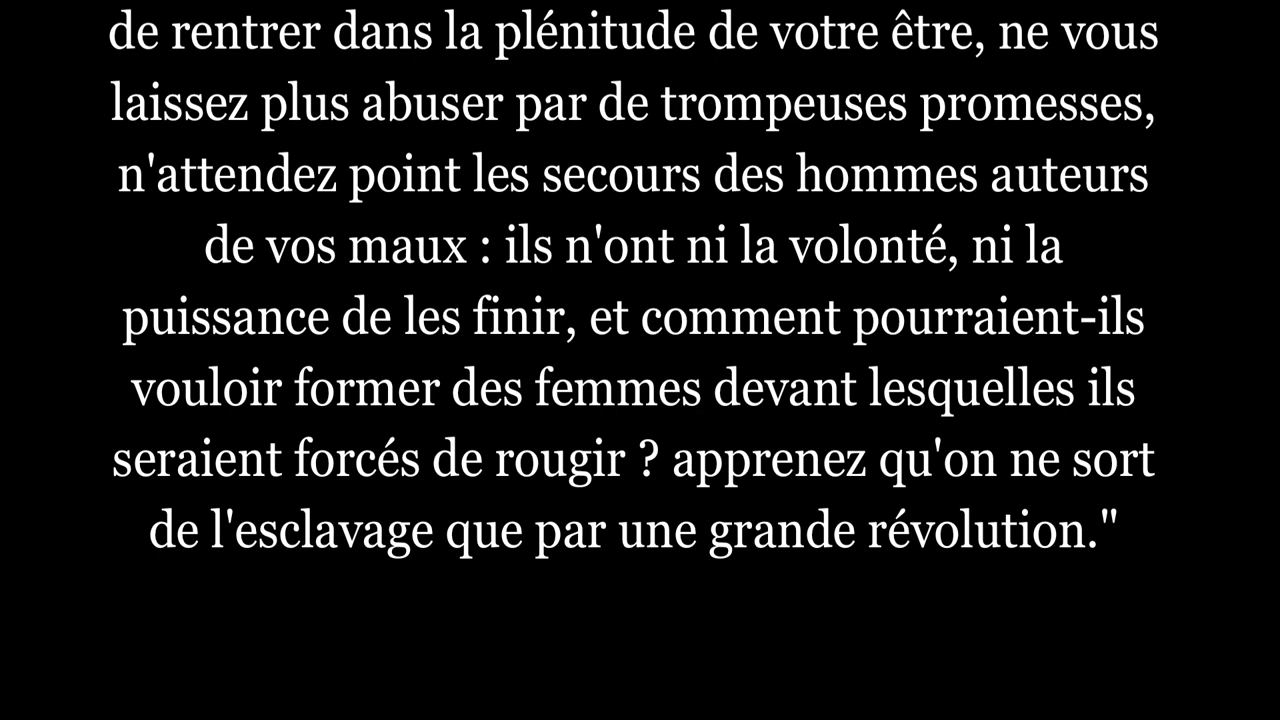 de rentrer dans la plénitude de votre être, ne vous
laissez plus abuser par de trompeuses promesses,
n'attendez point les secours des hommes auteurs
de vos maux : ils n'ont ni la volonté, ni la
puissance de les finir, et comment pourraient-ils
vouloir former des femmes devant lesquelles ils
seraient forcés de rougir ? apprenez qu'on ne sort
de l'esclavage que par une grande révolution."